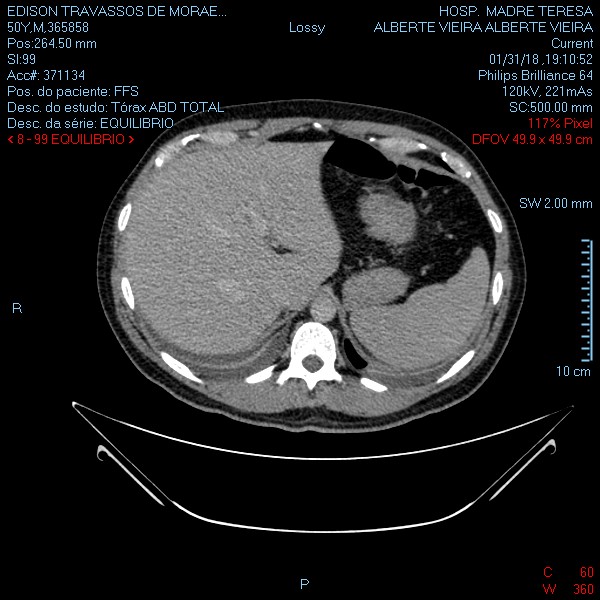 EDISON TRAVASSOS DE MORAE...
50Y,M,365858
Pos:264.50 mm
SI:99
Acc#: 371134
Pos. do paciente: FFS
Desc. do estudo: Tórax ABD TOTAL
Desc. da série: EQUILIBRIO
< 8 - 99 EQUILIBRIO >
Lossy
HOSP. MADRE TERESA
ALBERTE VIEIRA ALBERTE VIEIRA
Current
01/31/18 ,19:10:52
Philips Brilliance 64
120kV, 221mAs
SC:500.00 mm
117% Pixel
DFOV 49.9 x 49.9 cm
SW 2.00 mm
R
10 cm
P
C 60
W 360